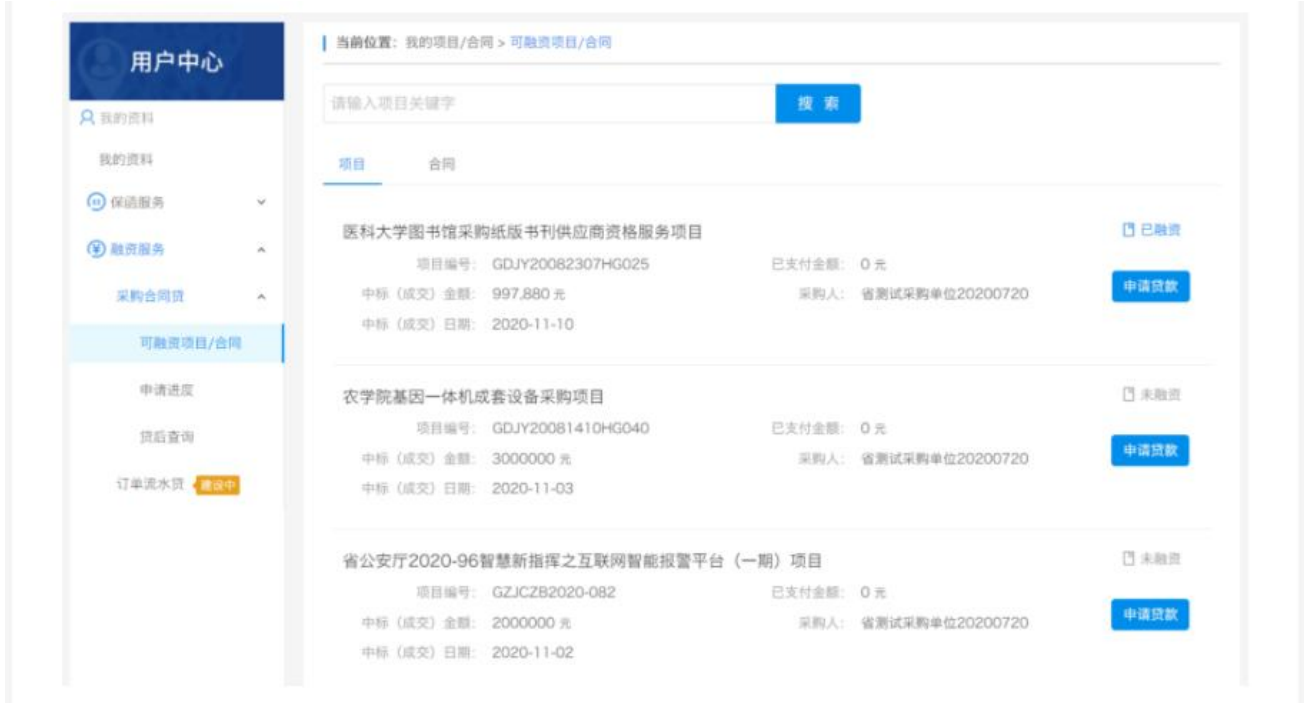 用户中心
我的资料
我的资料
保函服务
融资服务
采购合同贷
可融资项目/合同
申请进度
贷后查询
订单流水贷 建设中
当前位置：我的项目/合同 > 可融资项目/合同
请输入项目关键字 搜 索
项目 合同
医科大学图书馆采购纸版书刊供应商资格服务项目 已融资
项目编号： GDJY20082307HG025 已支付金额： 0 元
中标（成交）金额： 997,880 元 采购人： 省测试采购单位20200720 申请贷款
中标（成交）日期： 2020-11-10
农学院基因一体机成套设备采购项目 未融资
项目编号： GDJY20081410HG040 已支付金额： 0 元
中标（成交）金额： 3000000 元 采购人： 省测试采购单位20200720 申请贷款
中标（成交）日期： 2020-11-03
省公安厅2020-96智慧新指挥之互联网智能报警平台（一期）项目 未融资
项目编号： GZJCZB2020-082 已支付金额： 0 元
中标（成交）金额： 2000000 元 采购人： 省测试采购单位20200720 申请贷款
中标（成交）日期： 2020-11-02